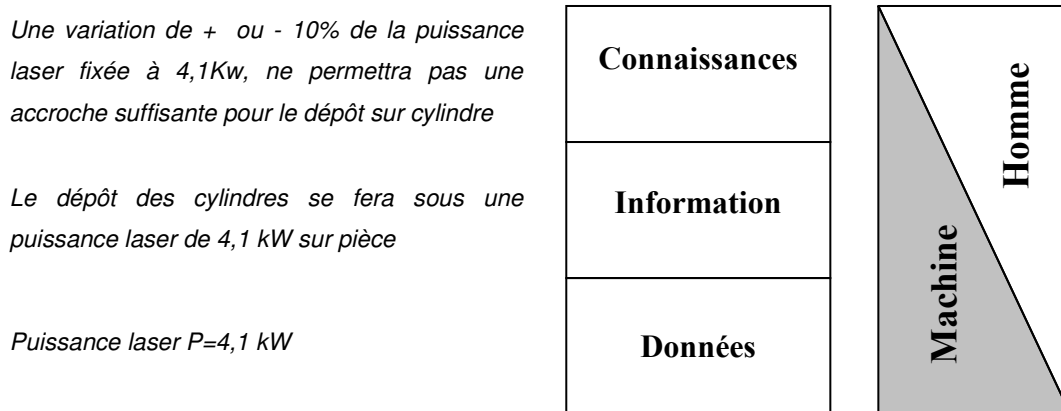 Une variation de + ou - 10% de la puissance
laser fixée à 4,1Kw, ne permettra pas une
accroche suffisante pour le dépôt sur cylindre
Connaissances
Le dépôt des cylindres se fera sous une
puissance laser de 4,1 kW sur pièce
Information
Puissance laser P=4,1 kW
Données
Homme
Machine